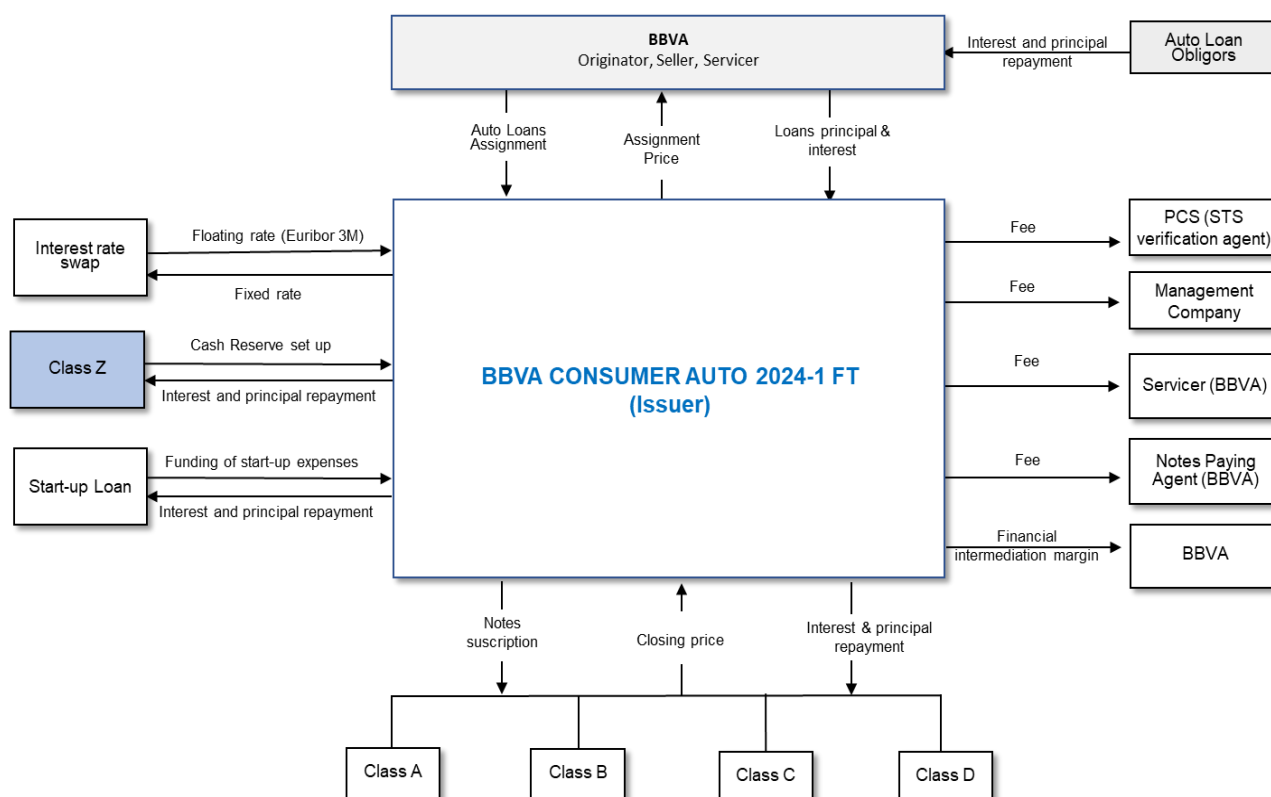 BBVA
Originator, Seller, Servicer
Interest and principal
repayment
Auto Loan
Obligors
Auto Loans
Assignment
Assignment
Price
Loans principal &
interest
Interest rate
swap
Floating rate (Euribor 3M)
Fixed rate
Class Z
Cash Reserve set up
Interest and principal repayment
Start-up Loan
Funding of start-up expenses
Interest and principal repayment
BBVA CONSUMER AUTO 2024-1 FT
(Issuer)
Fee
PCS (STS
verification agent)
Fee
Management
Company
Fee
Servicer (BBVA)
Fee
Notes Paying
Agent (BBVA)
Financial
intermediation margin
BBVA
Notes
suscription
Closing price
Interest & principal
repayment
Class A
Class B
Class C
Class D